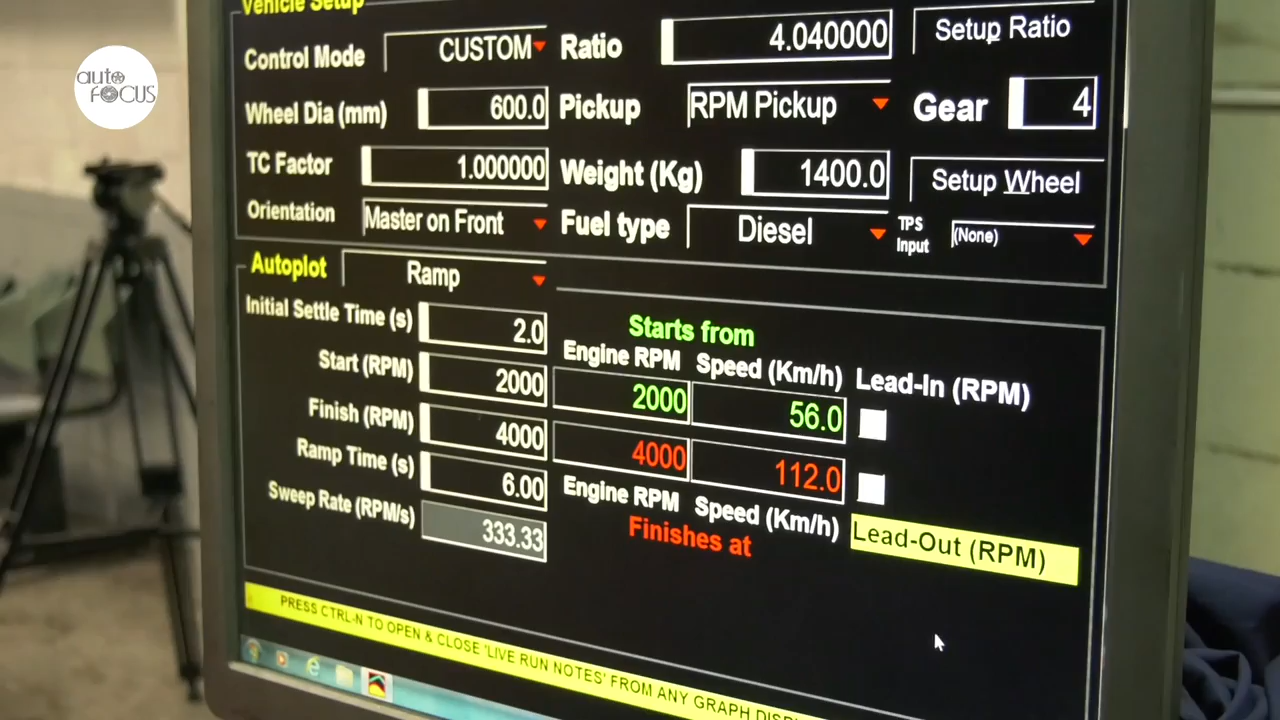 auto
FOCUS
Vehicle Setup
Control Mode CUSTOM Ratio 4.040000 Setup Ratio
Wheel Dia (mm) 600.0 Pickup RPM Pickup Gear 4
TC Factor 1.000000 Weight (Kg) 1400.0 Setup Wheel
Orientation Master on Front Fuel type Diesel TPS Input (None)
Autoplot Ramp
Initial Settle Time (s) 2.0 Starts from
Engine RPM Speed (Km/h) Lead-In (RPM)
Start (RPM) 2000 2000 56.0
Finish (RPM) 4000 4000 112.0
Ramp Time (s) 6.00 Engine RPM Speed (Km/h) Lead-Out (RPM)
Sweep Rate (RPM/s) 333.33 Finishes at
PRESS CTRL-N TO OPEN & CLOSE 'LIVE RUN NOTES' FROM ANY GRAPH